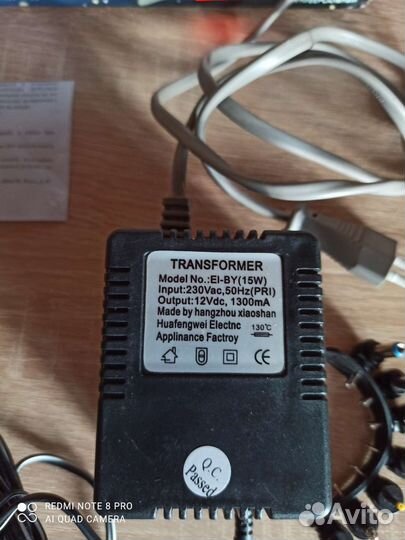 TRANSFORMER
Model No.:EI-BY(15W)
Input:230Vac,50Hz(PRI)
Output:12Vdc, 1300mA
Made by hangzhou xiaoshan
Huafengwei Electnc
130℃
Applinance Factroy
CE
Q.C.
Passed
REDMI NOTE 8 PRO
AI QUAD CAMERA
Avito